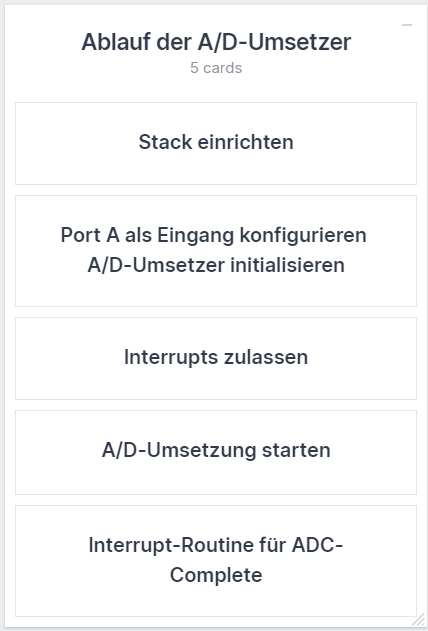 Ablauf der A/D-Umsetzer
5 cards
Stack einrichten
Port A als Eingang konfigurieren
A/D-Umsetzer initialisieren
Interrupts zulassen
A/D-Umsetzung starten
Interrupt-Routine für ADC-
Complete